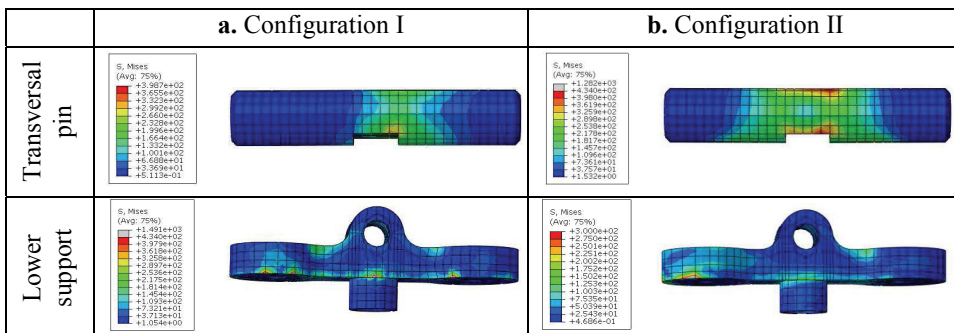 a. Configuration I
b. Configuration II
Transversal
pin
S, Mises
(Avg: 75%)
+3.987e+02
+3.655e+02
+3.323e+02
+2.992e+02
+2.660e+02
+2.328e+02
+1.996e+02
+1.664e+02
+1.332e+02
+1.001e+02
+6.688e+01
+3.369e+01
+5.113e-01
S, Mises
(Avg: 75%)
+1.282e+03
+4.340e+02
+3.980e+02
+3.619e+02
+3.259e+02
+2.898e+02
+2.538e+02
+2.178e+02
+1.817e+02
+1.457e+02
+1.096e+02
+7.361e+01
+3.757e+01
+1.532e+00
Lower
support
S, Mises
(Avg: 75%)
+1.491e+03
+4.340e+02
+3.979e+02
+3.618e+02
+3.258e+02
+2.897e+02
+2.536e+02
+2.175e+02
+1.814e+02
+1.454e+02
+1.093e+02
+7.321e+01
+3.713e+01
+1.054e+00
S, Mises
(Avg: 75%)
+3.000e+02
+2.750e+02
+2.501e+02
+2.251e+02
+2.002e+02
+1.752e+02
+1.502e+02
+1.253e+02
+1.003e+02
+7.535e+01
+5.039e+01
+2.543e+01
+4.686e-01